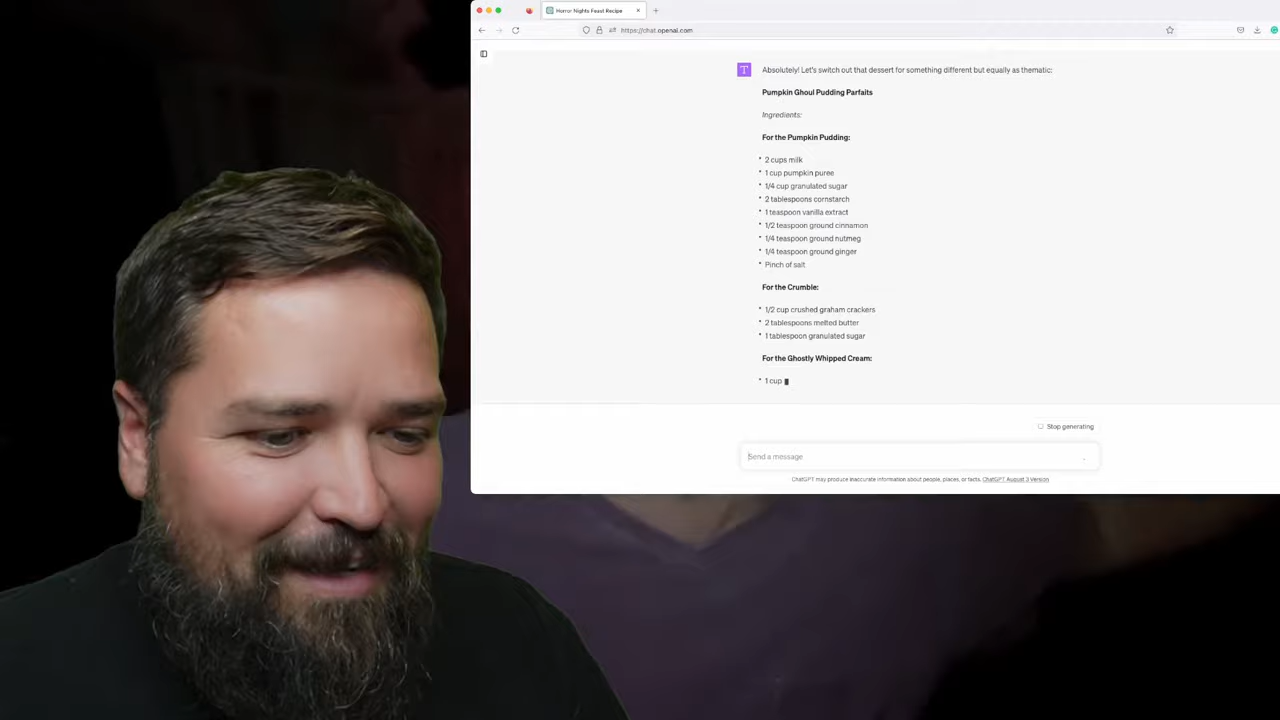 Horror Nights Feast Recipe
https://chat.openai.com
T
Absolutely! Let's switch out that dessert for something different but equally as thematic:
Pumpkin Ghoul Pudding Parfaits
Ingredients:
For the Pumpkin Pudding:
• 2 cups milk
• 1 cup pumpkin puree
• 1/4 cup granulated sugar
• 2 tablespoons cornstarch
• 1 teaspoon vanilla extract
• 1/2 teaspoon ground cinnamon
• 1/4 teaspoon ground nutmeg
• 1/4 teaspoon ground ginger
• Pinch of salt
For the Crumble:
• 1/2 cup crushed graham crackers
• 2 tablespoons melted butter
• 1 tablespoon granulated sugar
For the Ghostly Whipped Cream:
• 1 cup
Stop generating
Send a message
ChatGPT may produce inaccurate information about people, places, or facts. ChatGPT August 3 Version